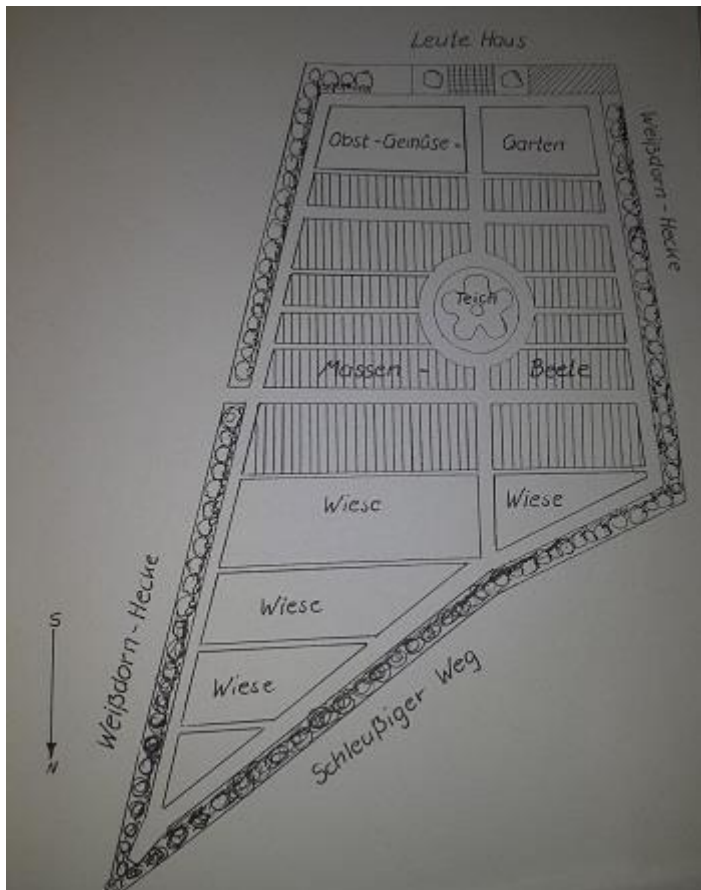 Leute Haus
Obst-Gemüse- Garten
Weißdorn-Hecke
Teich
Massen - Beete
Wiese
Wiese
Wiese
Wiese
Weißdorn-Hecke
Schleußiger Weg
S
N